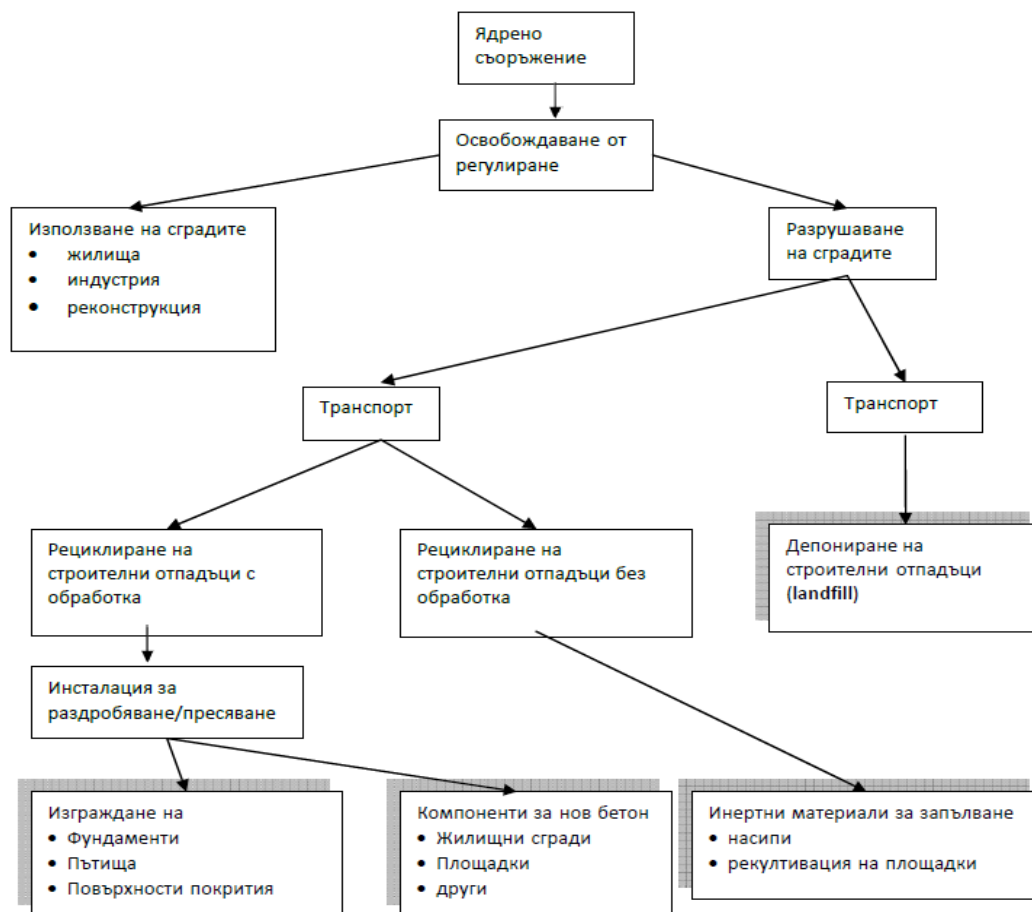 Ядрено
съоръжение
Освобождаване от
регулиране
Използване на сградите
• жилища
• индустрия
• реконструкция
Разрушаване
на сградите
Транспорт
Транспорт
Рециклиране на
строителни отпадъци с
обработка
Рециклиране на
строителни отпадъци без
обработка
Депониране на
строителни отпадъци
(landfill)
Инсталация за
раздробяване/пресяване
Изграждане на
• Фундаменти
• Пътища
• Повърхности покрития
Компоненти за нов бетон
• Жилищни сгради
• Площадки
• други
Инертни материали за запълване
• насипи
• рекултивация на площадки